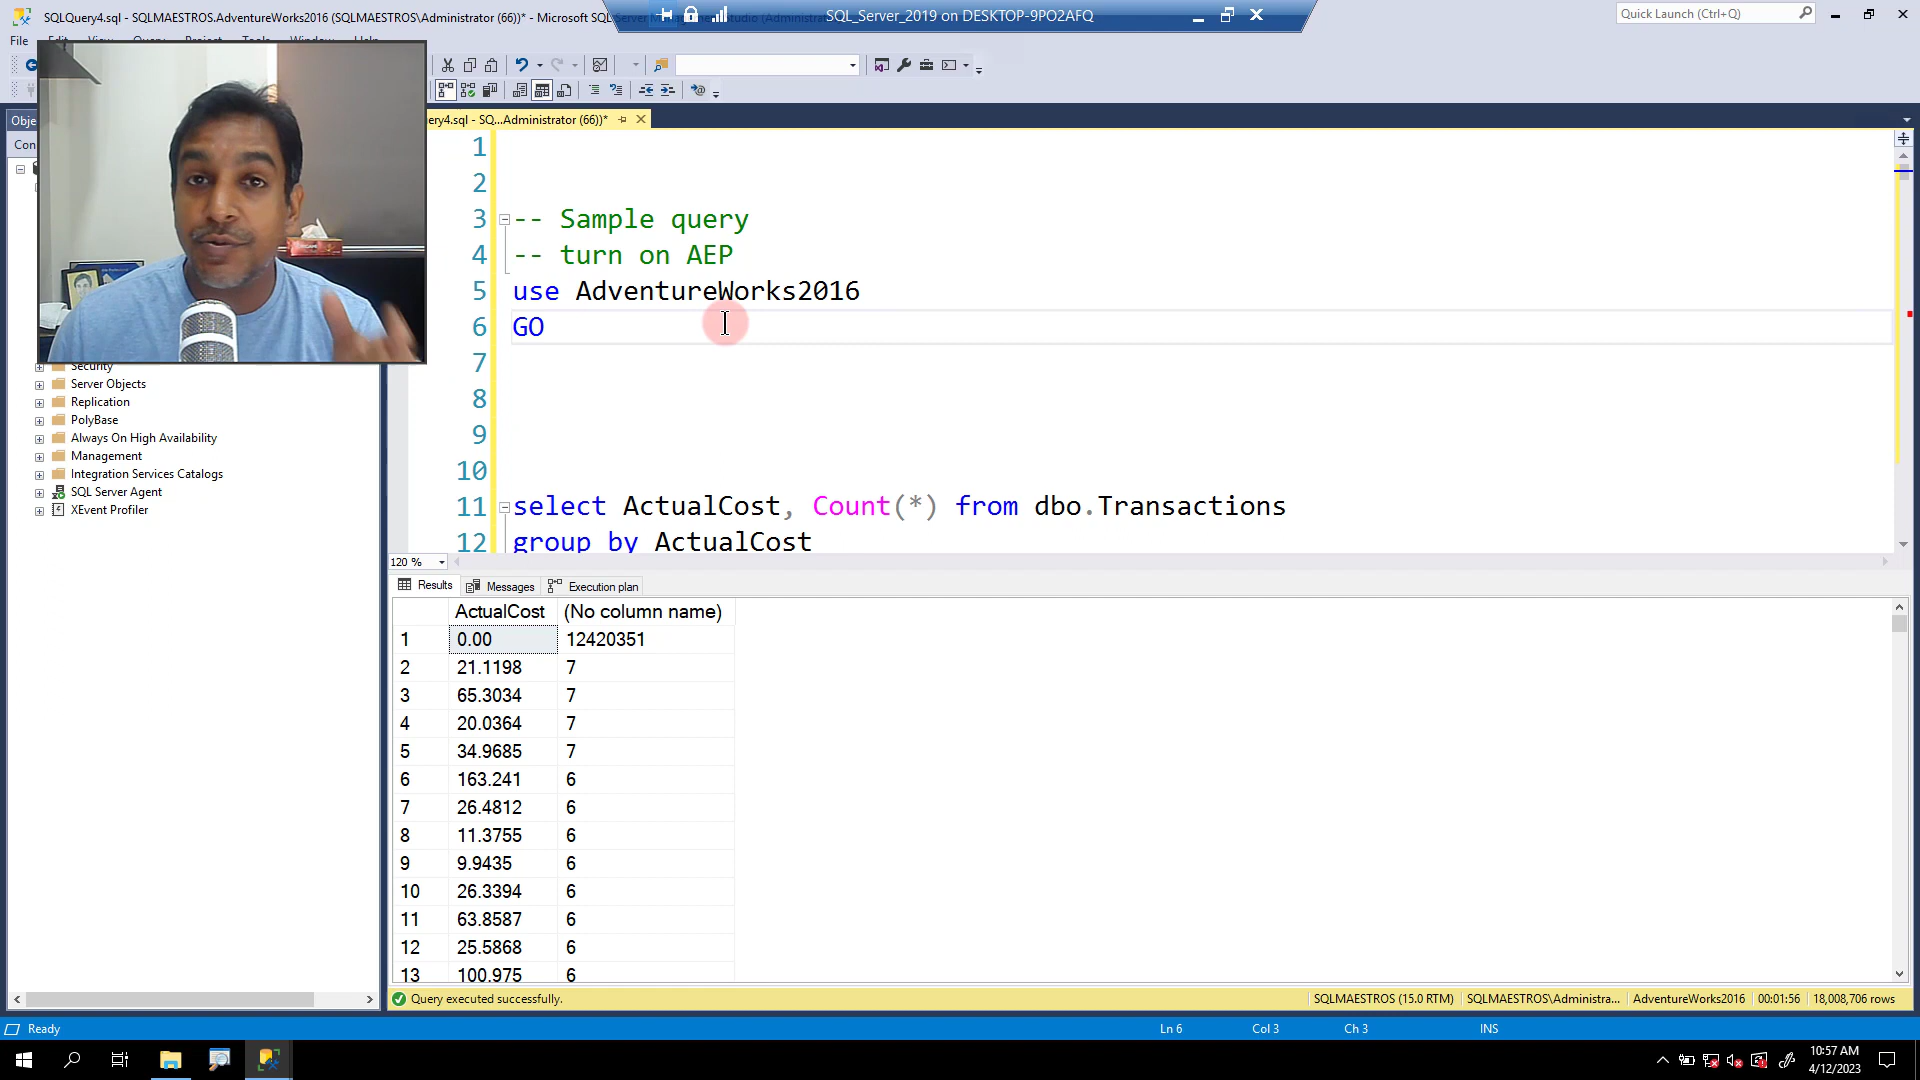 SQLQuery4.sql - SQLMAESTROS.AdventureWorks2016 (SQLMAESTROS\Administrator (66))* - Microsoft SQL
SQL_Server_2019 on DESKTOP-9PO2AFQ
Quick Launch (Ctrl+Q)
File
ery4.sql - SQ...Administrator (66))*
Obje
Con
1
2
3 -- Sample query
4 -- turn on AEP
5 use AdventureWorks2016
6 GO
7
8
9
10
11 select ActualCost, Count(*) from dbo.Transactions
12 group by ActualCost
Security
Server Objects
Replication
PolyBase
Always On High Availability
Management
Integration Services Catalogs
SQL Server Agent
XEvent Profiler
120 %
Results Messages Execution plan
ActualCost (No column name)
1 0.00 12420351
2 21.1198 7
3 65.3034 7
4 20.0364 7
5 34.9685 7
6 163.241 6
7 26.4812 6
8 11.3755 6
9 9.9435 6
10 26.3394 6
11 63.8587 6
12 25.5868 6
13 100.975 6
Query executed successfully.
SQLMAESTROS (15.0 RTM) SQLMAESTROS\Administra... AdventureWorks2016 00:01:56 18,008,706 rows
Ready
Ln 6 Col 3 Ch 3 INS
10:57 AM
4/12/2023